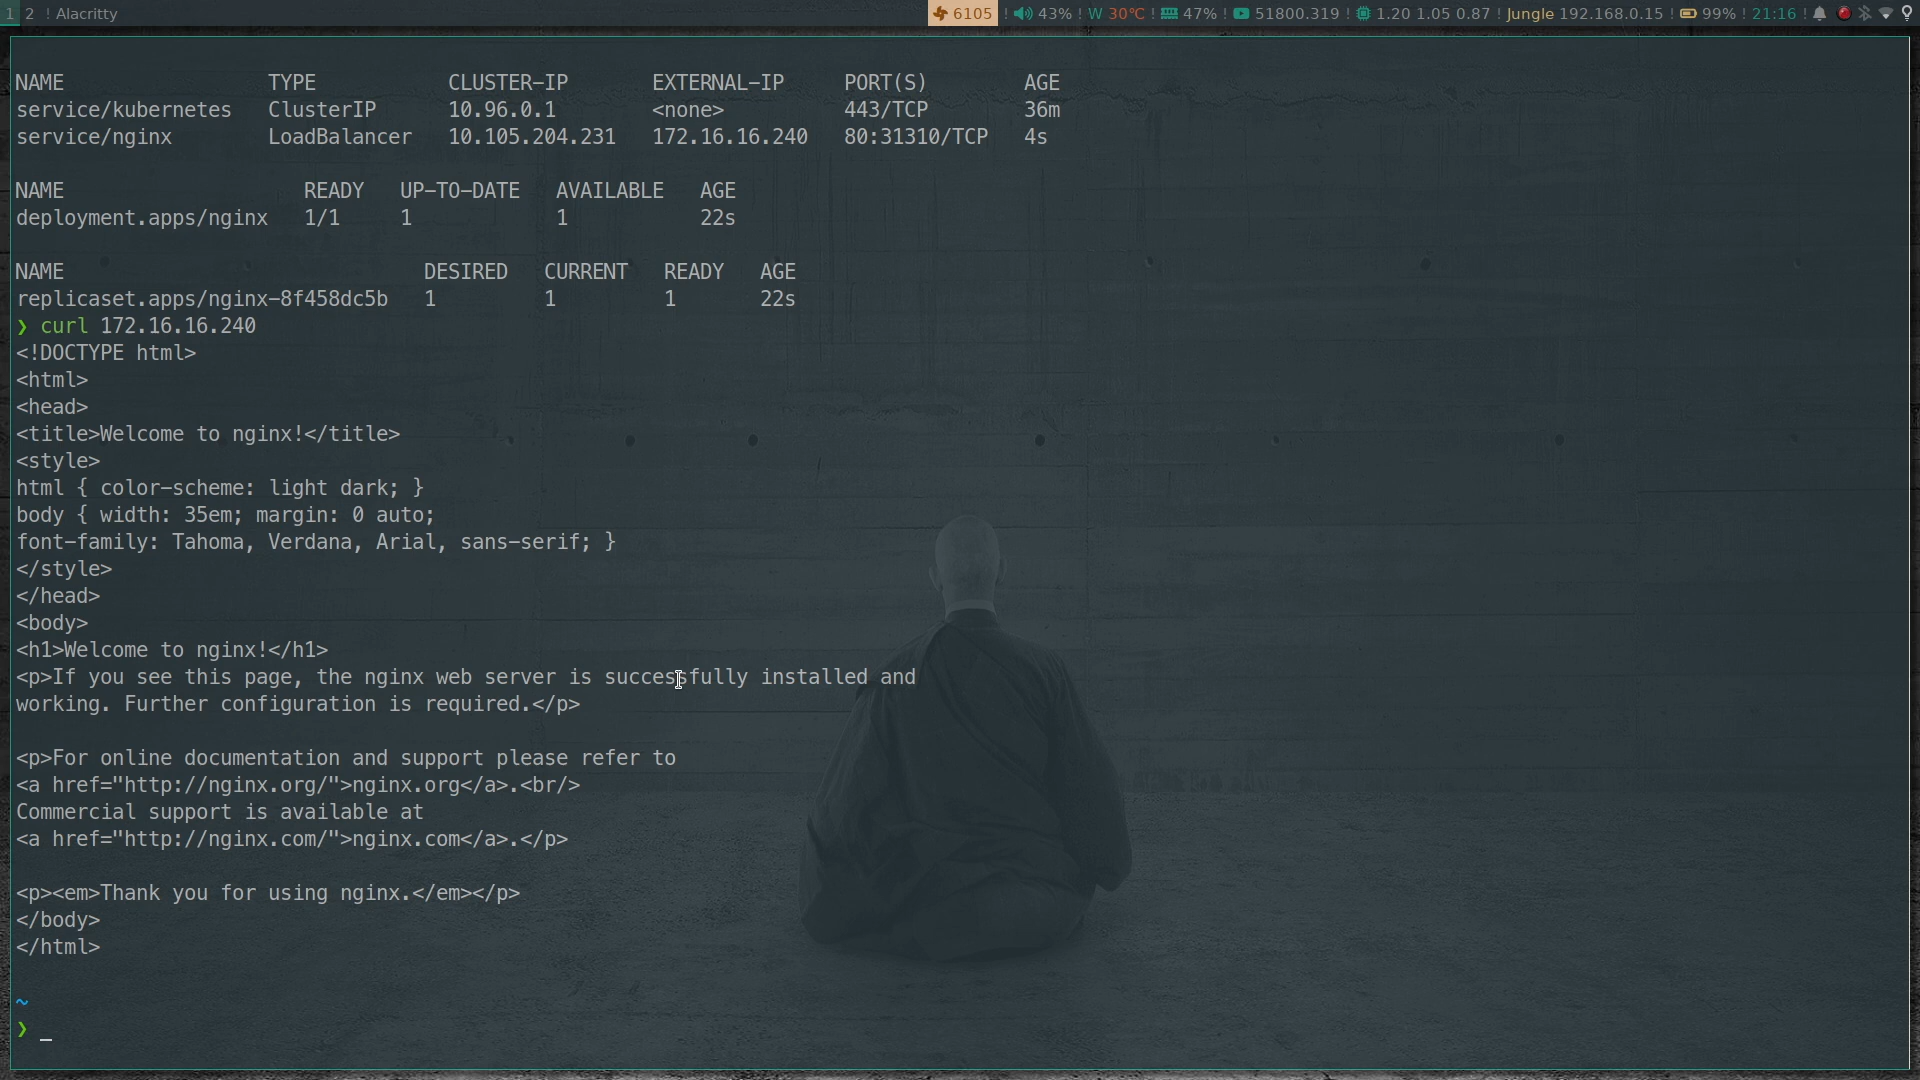 1 2 ! Alacritty 6105 ! 43% ! W 30°C ! 47% ! 51800.319 ! 1.20 1.05 0.87 ! Jungle 192.168.0.15 ! 99% ! 21:16 !
NAME TYPE CLUSTER-IP EXTERNAL-IP PORT(S) AGE
service/kubernetes ClusterIP 10.96.0.1 <none> 443/TCP 36m
service/nginx LoadBalancer 10.105.204.231 172.16.16.240 80:31310/TCP 4s
NAME READY UP-TO-DATE AVAILABLE AGE
deployment.apps/nginx 1/1 1 1 22s
NAME DESIRED CURRENT READY AGE
replicaset.apps/nginx-8f458dc5b 1 1 1 22s
❯ curl 172.16.16.240
<!DOCTYPE html>
<html>
<head>
<title>Welcome to nginx!</title>
<style>
html { color-scheme: light dark; }
body { width: 35em; margin: 0 auto;
font-family: Tahoma, Verdana, Arial, sans-serif; }
</style>
</head>
<body>
<h1>Welcome to nginx!</h1>
<p>If you see this page, the nginx web server is successfully installed and
working. Further configuration is required.</p>
<p>For online documentation and support please refer to
<a href="http://nginx.org/">nginx.org</a>.<br/>
Commercial support is available at
<a href="http://nginx.com/">nginx.com</a>.</p>
<p><em>Thank you for using nginx.</em></p>
</body>
</html>
~
❯ _